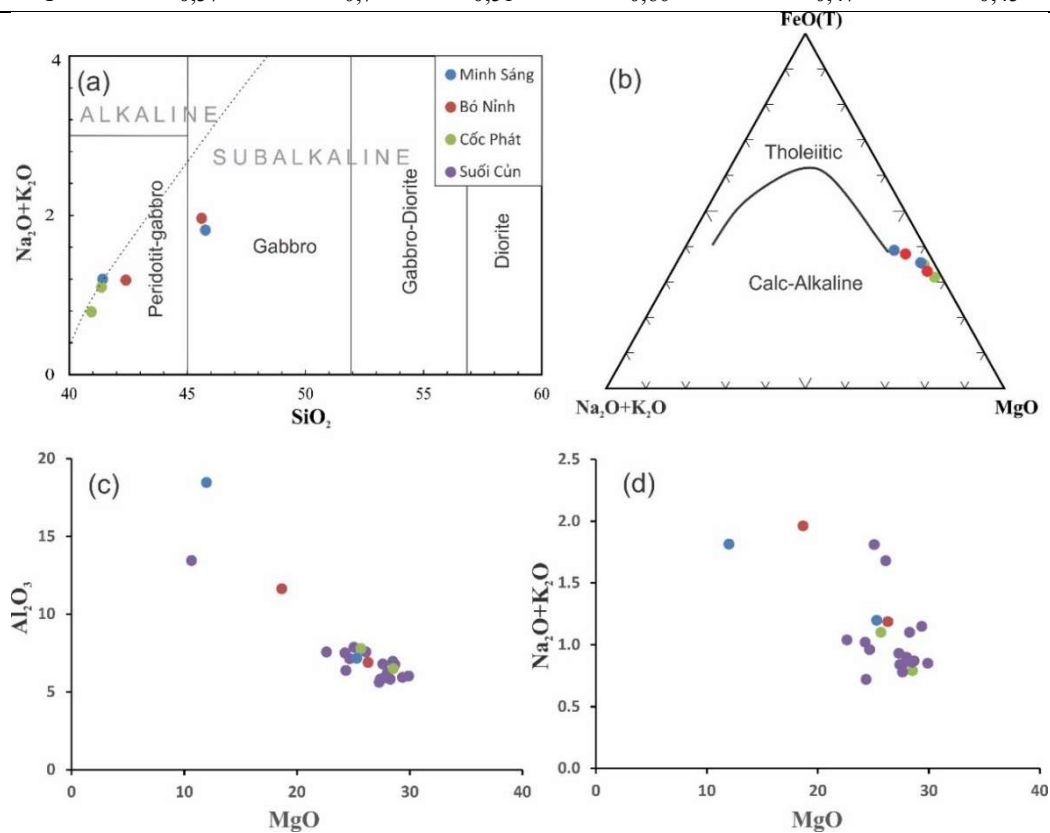 (a)
4
2
0
Na₂O+K₂O
ALKALINE
SUBALKALINE
Peridotit-gabbro
Gabbro
Gabbro-Diorite
Diorite
Minh Sáng
Bó Nỉnh
Cốc Phát
Suối Củn
40 45 50 55 60
SiO₂
(b)
FeO(T)
Tholeiitic
Calc-Alkaline
Na₂O+K₂O
MgO
(c)
20
15
10
5
0
Al₂O₃
0 10 20 30 40
MgO
(d)
2.5
2.0
1.5
1.0
0.5
0.0
Na₂O+K₂O
0 10 20 30 40
MgO